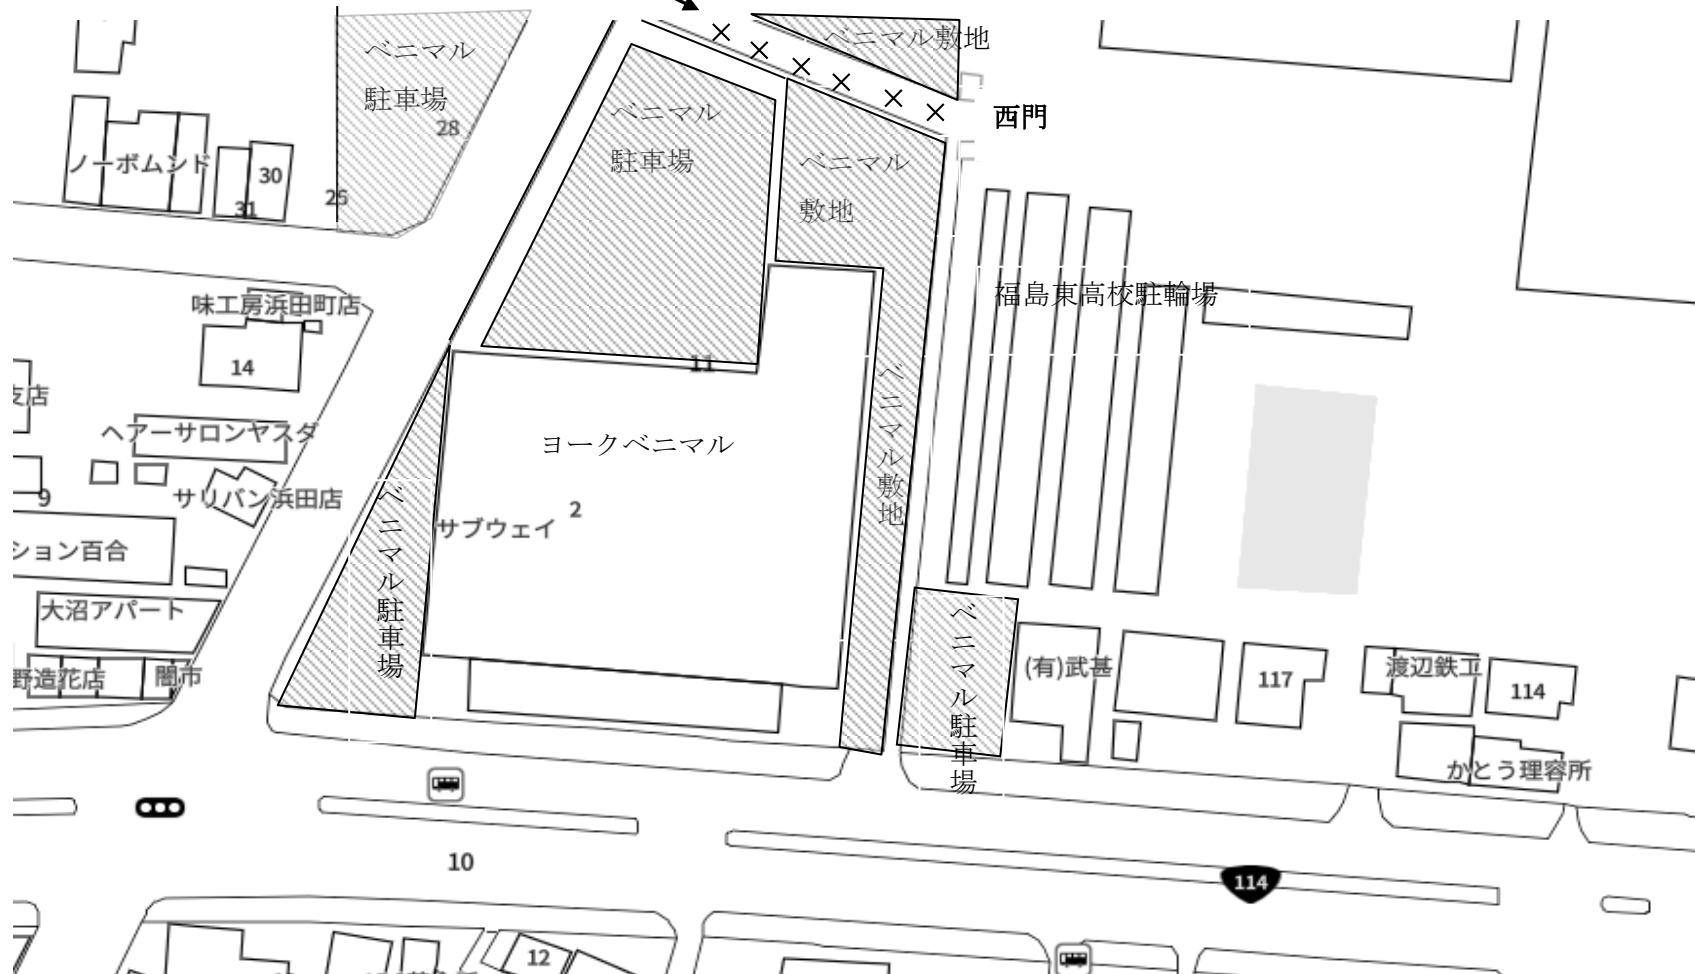 ベニマル
駐車場
28
ベニマル敷地
西門
ベニマル
駐車場
ベニマル
敷地
ノーボムンド
30
31
25
味工房浜田町店
14
福島東高校駐輪場
11
支店
ヘアーサロンヤスダ
ヨークベニマル
ベニマル敷地
9
サリバン浜田店
サブウェイ
2
ベニマル駐車場
ション百合
大沼アパート
野造花店
闇市
ベニマル駐車場
(有)武甚
117
渡辺鉄工
114
かとう理容所
10
114
12